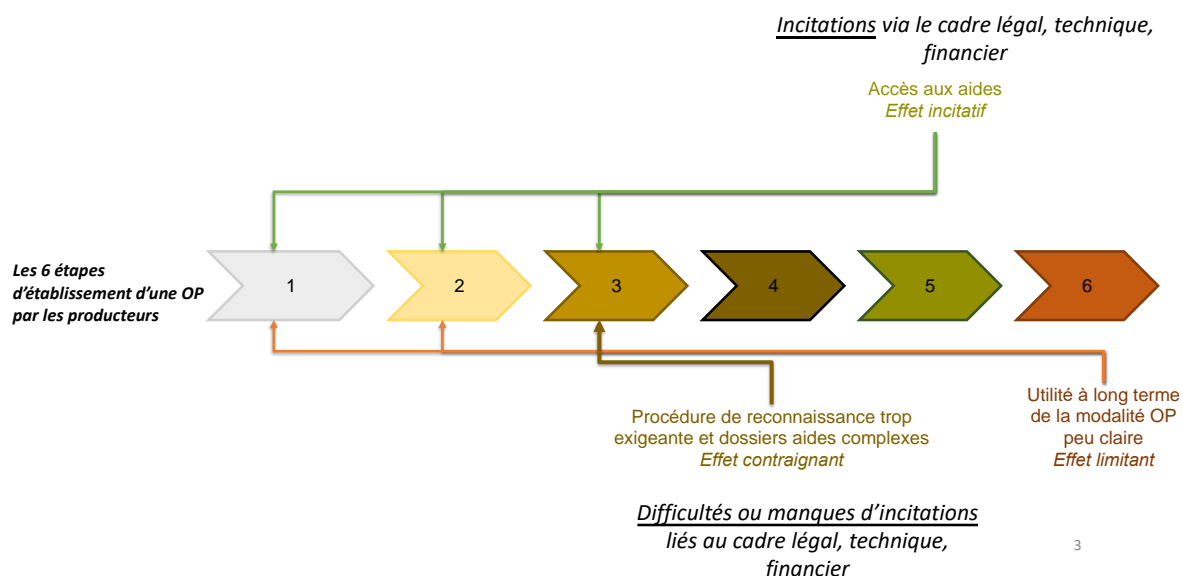 Incitations via le cadre légal, technique,
financier
Accès aux aides
Effet incitatif
Les 6 étapes
d’établissement d’une OP
par les producteurs
1
2
3
4
5
6
Procédure de reconnaissance trop
exigeante et dossiers aides complexes
Effet contraignant
Utilité à long terme
de la modalité OP
peu claire
Effet limitant
Difficultés ou manques d’incitations
liés au cadre légal, technique,
financier
3